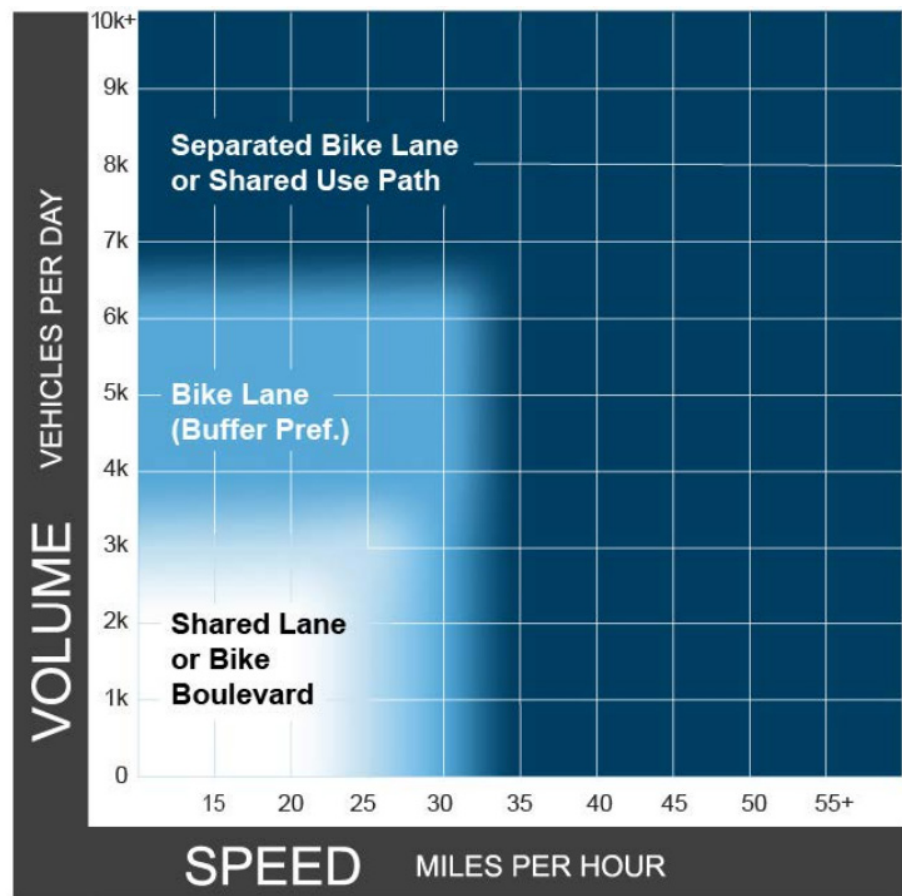 10k+
9k
8k
7k
6k
5k
4k
3k
2k
1k
0
VOLUME VEHICLES PER DAY
Separated Bike Lane
or Shared Use Path
Bike Lane
(Buffer Pref.)
Shared Lane
or Bike
Boulevard
15 20 25 30 35 40 45 50 55+
SPEED MILES PER HOUR